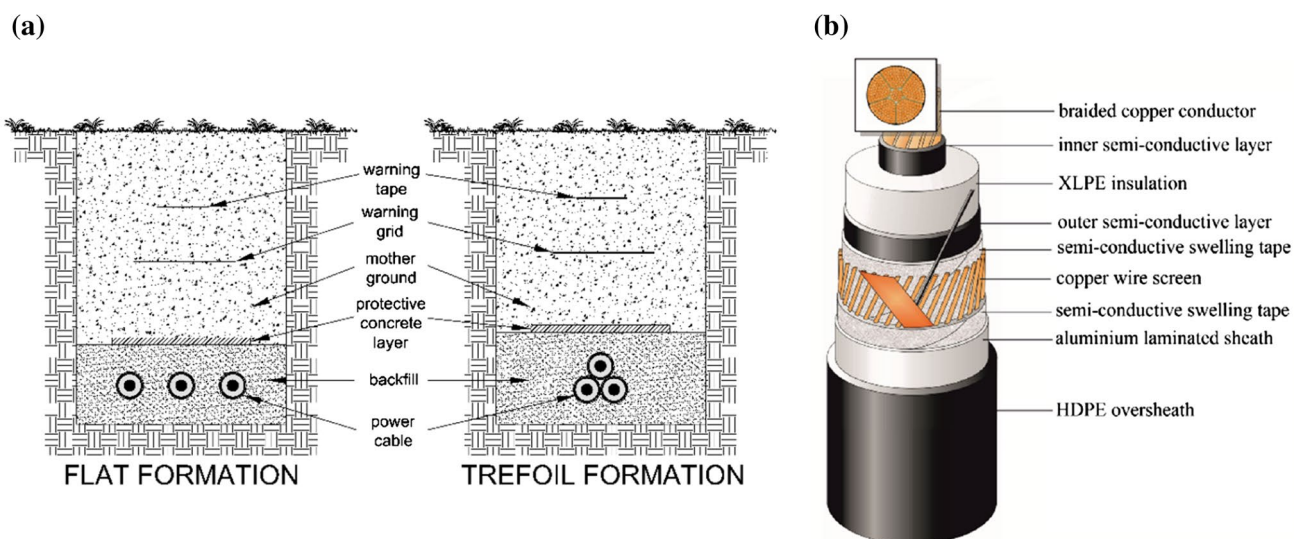 (a)
warning
tape
warning
grid
mother
ground
protective
concrete
layer
backfill
power
cable
FLAT FORMATION
TREFOIL FORMATION
(b)
braided copper conductor
inner semi-conductive layer
XLPE insulation
outer semi-conductive layer
semi-conductive swelling tape
copper wire screen
semi-conductive swelling tape
aluminium laminated sheath
HDPE oversheath